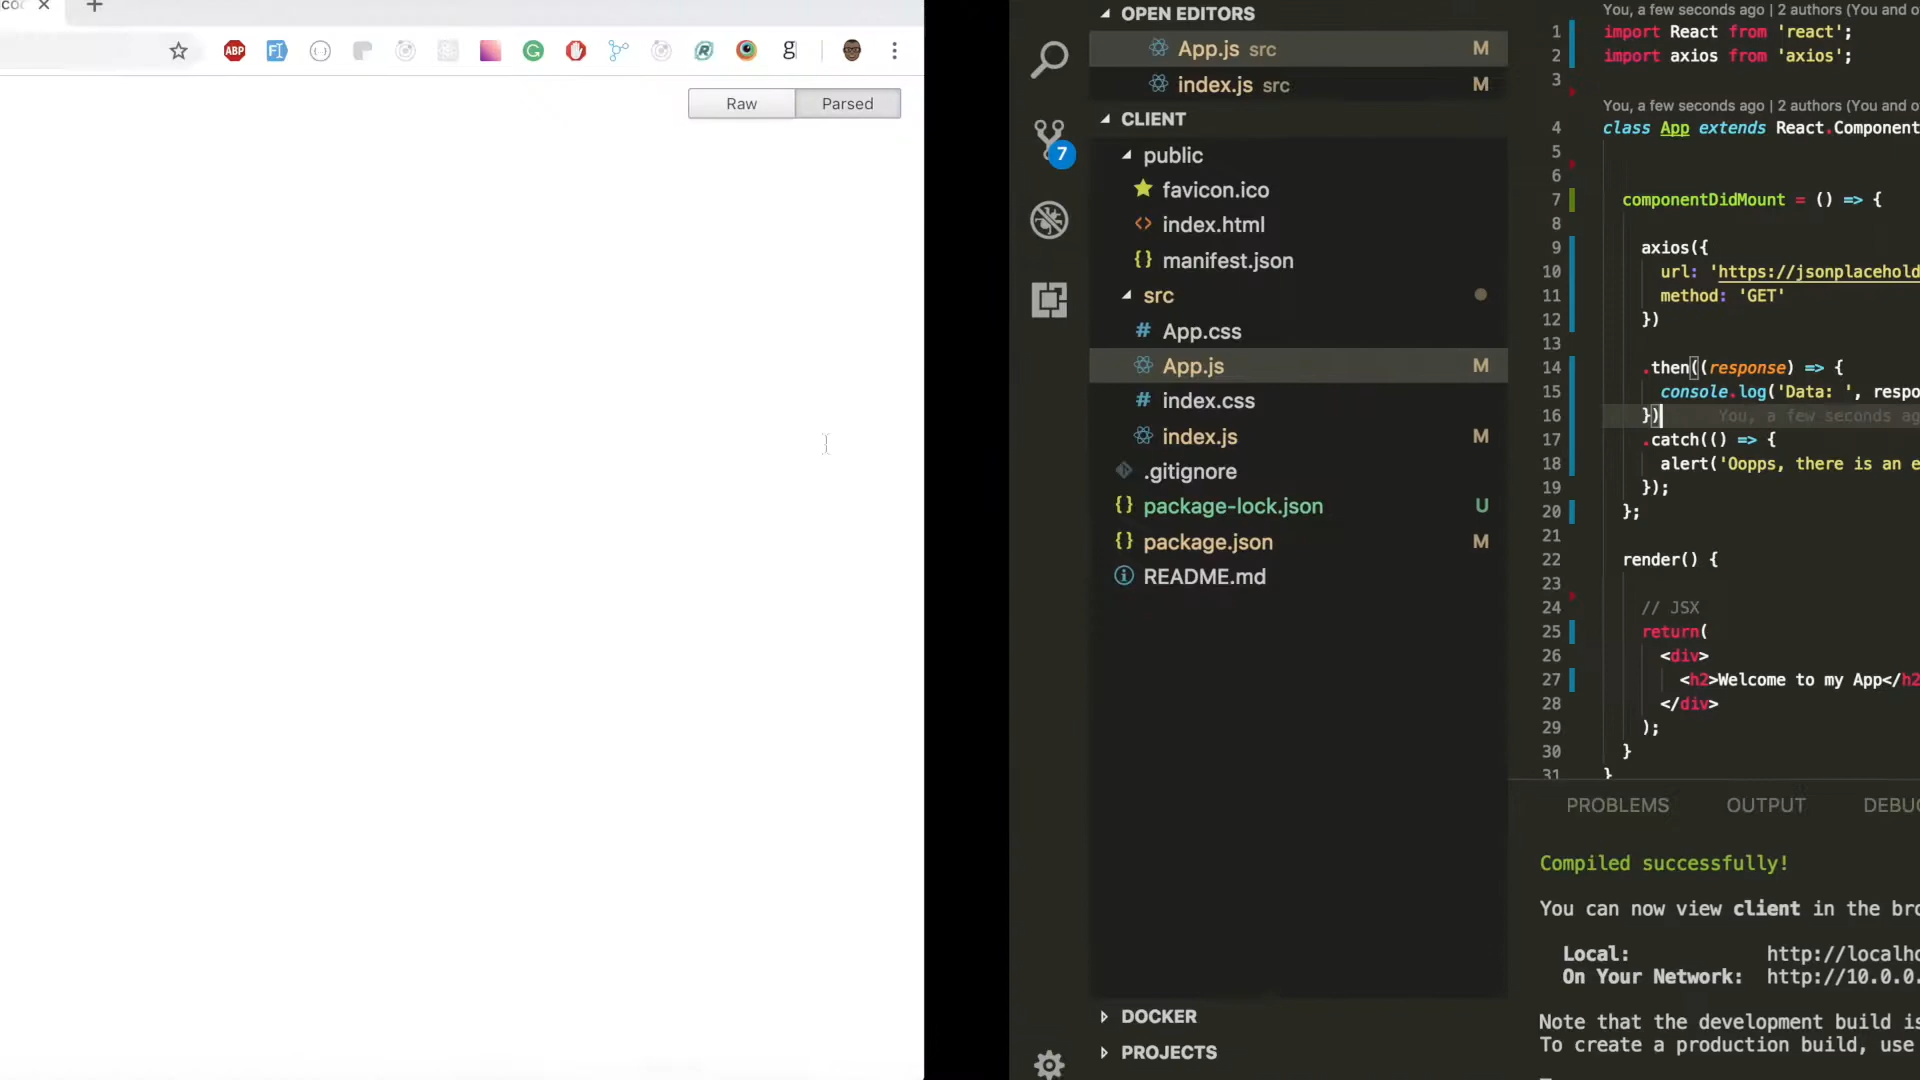 Raw
Parsed
OPEN EDITORS
App.js src M
index.js src M
CLIENT
public
favicon.ico
index.html
manifest.json
src
App.css
App.js M
index.css
index.js M
.gitignore
package-lock.json U
package.json M
README.md
DOCKER
PROJECTS
7
ABP
You, a few seconds ago | 2 authors (You and o
1 import React from 'react';
2 import axios from 'axios';
3
You, a few seconds ago | 2 authors (You and o
4 class App extends React.Component
5
6
7 componentDidMount = () => {
8
9 axios({
10 url: 'https://jsonplacehold
11 method: 'GET'
12 })
13
14 .then((response) => {
15 console.log('Data: ', respo
16 }) You, a few seconds ag
17 .catch(() => {
18 alert('Oopps, there is an e
19 });
20 };
21
22 render() {
23
24 // JSX
25 return(
26 <div>
27 <h2>Welcome to my App</h2
28 </div>
29 );
30 }
31 }
PROBLEMS OUTPUT DEBUG
Compiled successfully!
You can now view client in the bro
Local: http://localho
On Your Network: http://10.0.0.
Note that the development build is
To create a production build, use